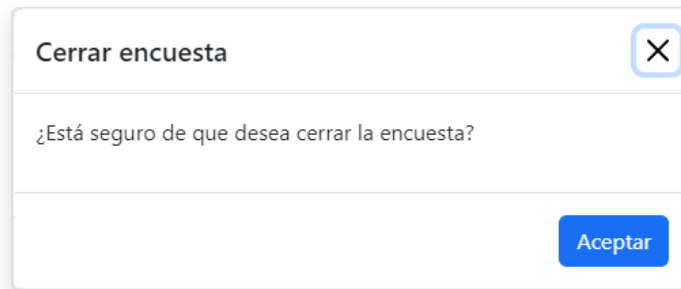 Cerrar encuesta
¿Está seguro de que desea cerrar la encuesta?
Aceptar